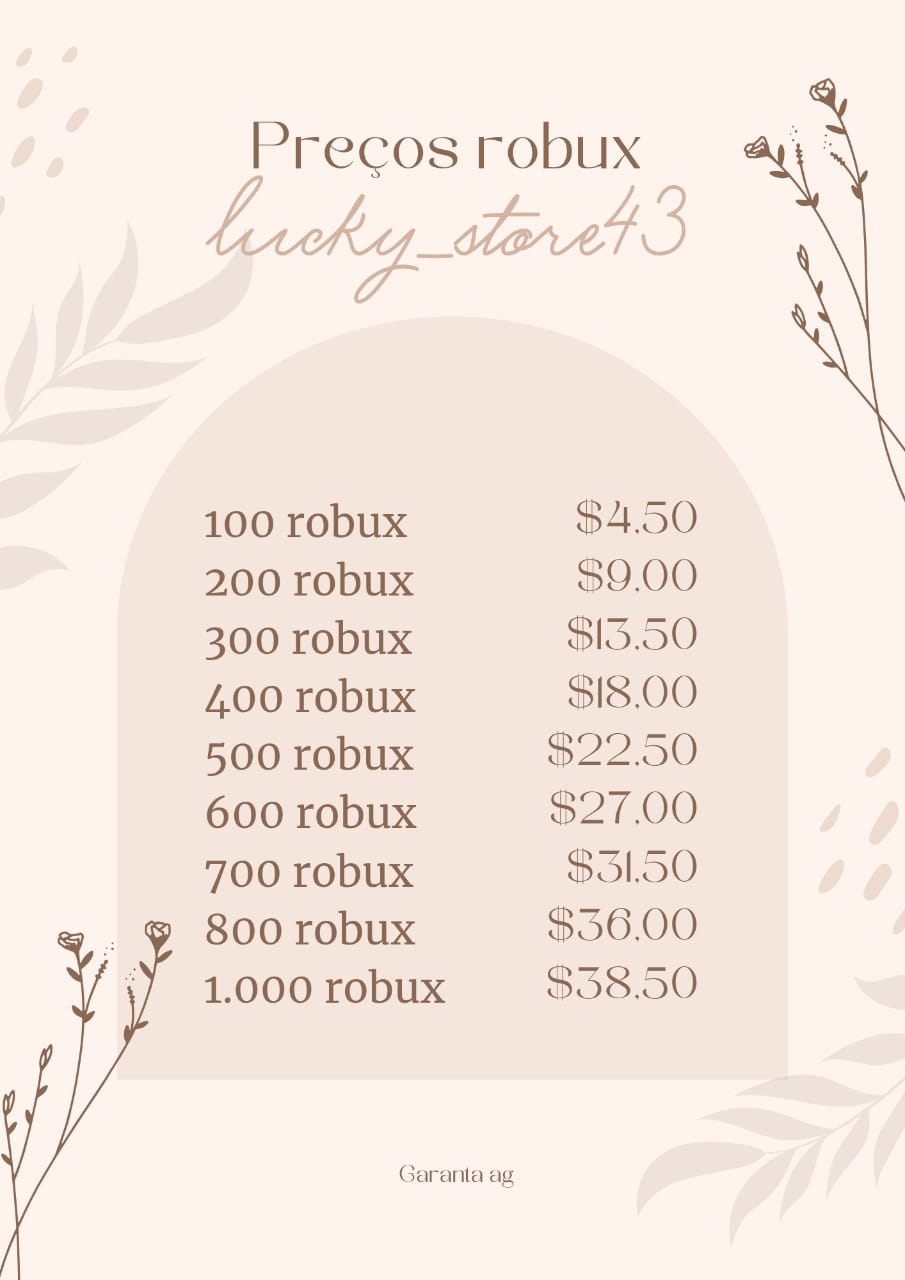 Preços robux
lucky_store43
100 robux $4.50
200 robux $9.00
300 robux $13.50
400 robux $18.00
500 robux $22.50
600 robux $27.00
700 robux $31.50
800 robux $36.00
1.000 robux $38.50
Garanta ag